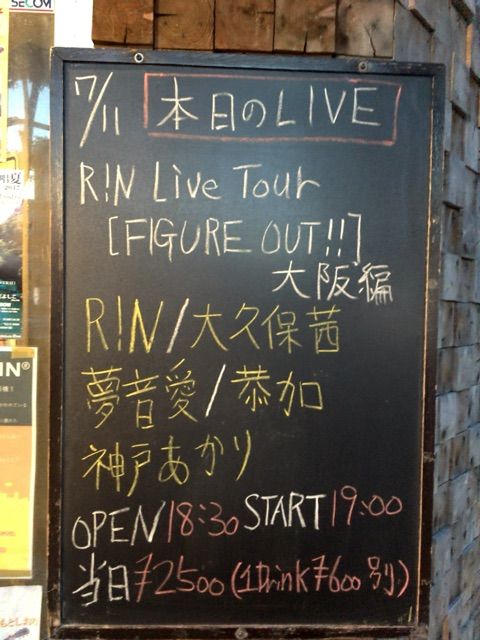 SECOM
7/11 本日のLIVE
R!N Live Tour
[FIGURE OUT!!]
大阪編
R!N/大久保茜
夢音愛/恭加
神戸あかり
OPEN 18:30 START 19:00
当日 ¥2500 (1Drink ¥600 別)
IN®